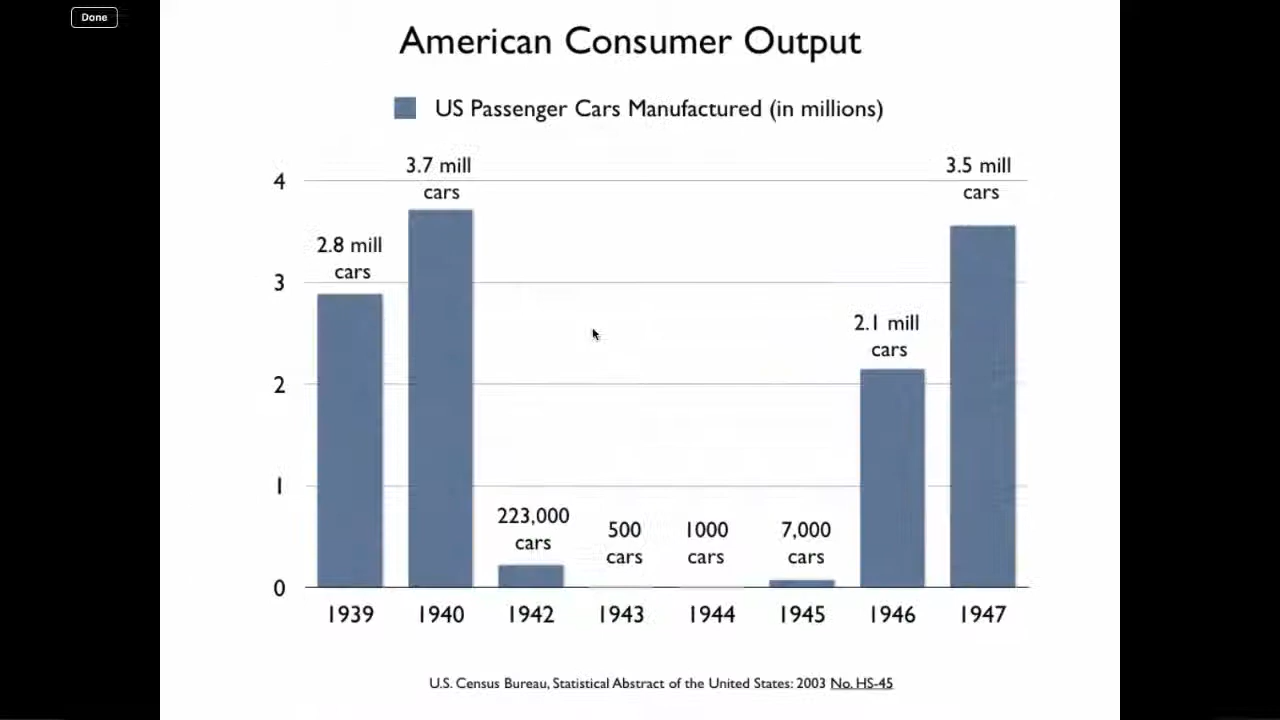 Done
American Consumer Output
US Passenger Cars Manufactured (in millions)
4
3
2
1
0
2.8 mill
cars
3.7 mill
cars
223,000
cars
500
cars
1000
cars
7,000
cars
2.1 mill
cars
3.5 mill
cars
1939 1940 1942 1943 1944 1945 1946 1947
U.S. Census Bureau, Statistical Abstract of the United States: 2003 No. HS-45